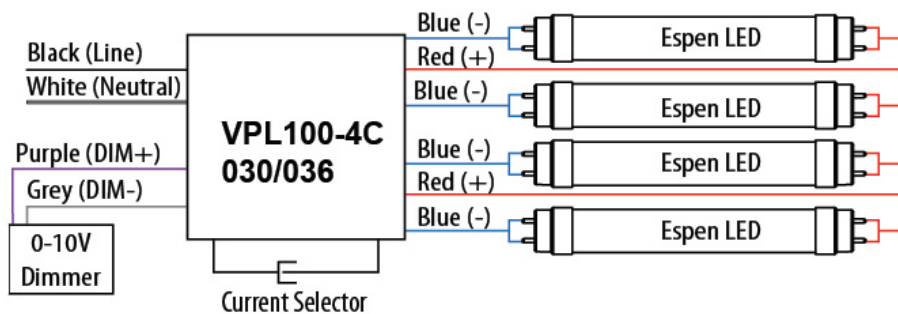 Black (Line)
White (Neutral)
Purple (DIM+)
Grey (DIM-)
0-10V
Dimmer
VPL100-4C
030/036
Current Selector
Blue (-)
Red (+)
Blue (-)
Blue (-)
Red (+)
Blue (-)
Espen LED
Espen LED
Espen LED
Espen LED